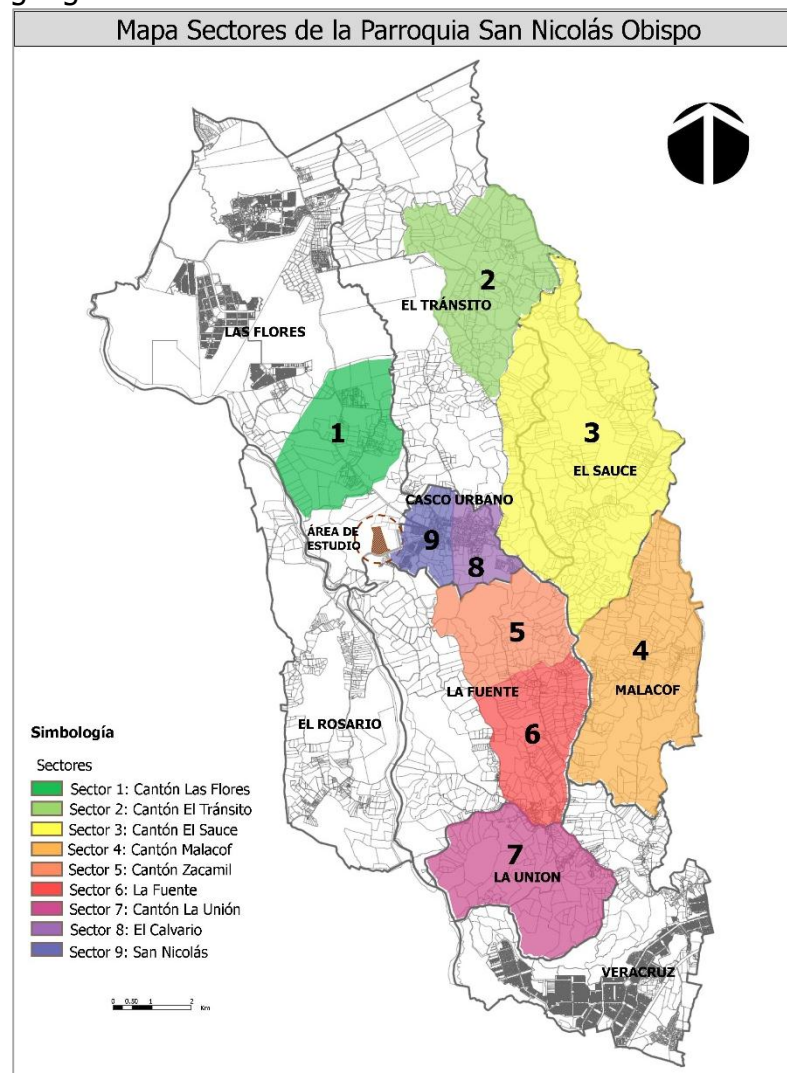 Mapa Sectores de la Parroquia San Nicolás Obispo
2
EL TRÁNSITO
LAS FLORES
1
3
EL SAUCE
CASCO URBANO
ÁREA DE
ESTUDIO
9
8
5
4
LA FUENTE
MALACOF
EL ROSARIO
6
7
LA UNION
VERACRUZ
Simbología
Sectores
Sector 1: Cantón Las Flores
Sector 2: Cantón El Tránsito
Sector 3: Cantón El Sauce
Sector 4: Cantón Malacof
Sector 5: Cantón Zacamil
Sector 6: La Fuente
Sector 7: Cantón La Unión
Sector 8: El Calvario
Sector 9: San Nicolás
0 0.50 1 2
Km